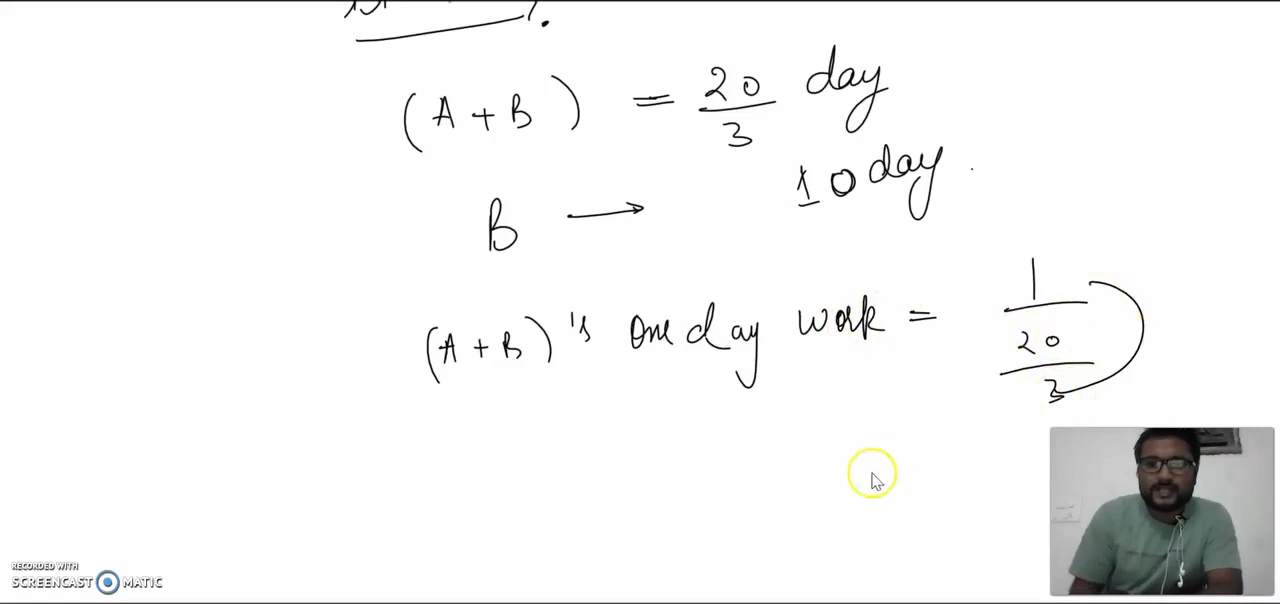 (A + B) = 20/3 day
B → 10 day.
(A + B)'s one day work = 1/20/3
RECORDED WITH
SCREENCAST MATIC